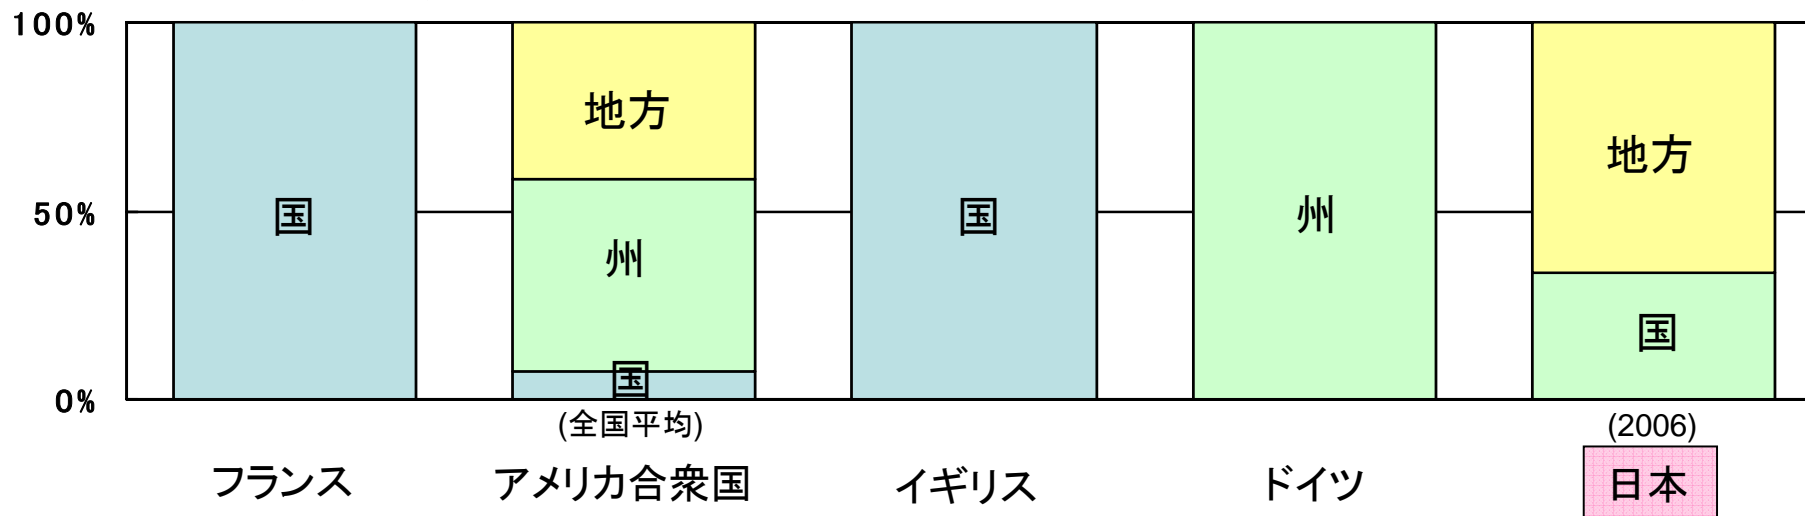 100%
地方
地方
50%
国
国
州
州
国
国
0%
(全国平均)
(2006)
フランス
アメリカ合衆国
イギリス
ドイツ
日本